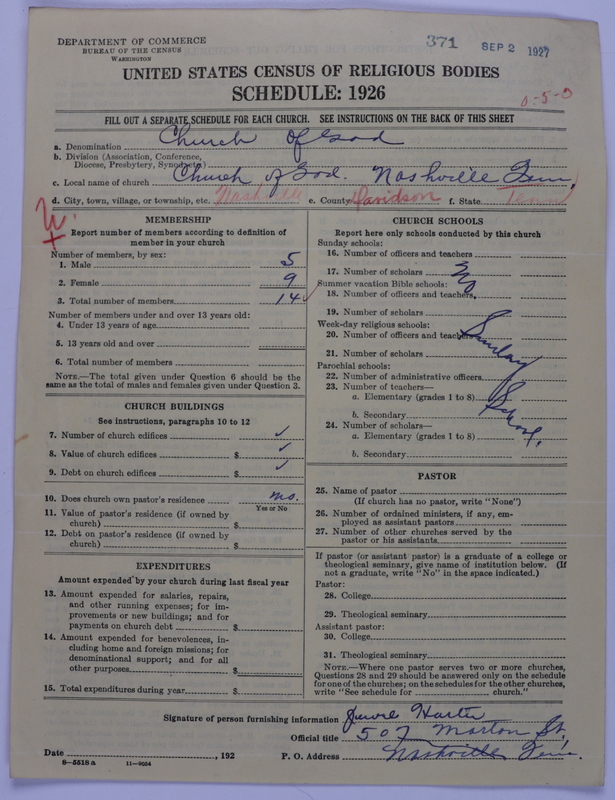 DEPARTMENT OF COMMERCE
BUREAU OF THE CENSUS
WASHINGTON
371 SEP 2 1927
UNITED STATES CENSUS OF RELIGIOUS BODIES
SCHEDULE: 1926
0-5-0
FILL OUT A SEPARATE SCHEDULE FOR EACH CHURCH. SEE INSTRUCTIONS ON THE BACK OF THIS SHEET
a. Denomination Church of God
b. Division (Association, Conference, Diocese, Presbytery, Synod, etc.)
c. Local name of church Church of God. Nashville Tenn.
d. City, town, village, or township, etc. Nashville e. County Davidson f. State Tenn
W.
MEMBERSHIP
Report number of members according to definition of member in your church
Number of members, by sex:
1. Male 5
2. Female 9
3. Total number of members 14 ✓
Number of members under and over 13 years old:
4. Under 13 years of age
5. 13 years old and over
6. Total number of members
NOTE.—The total given under Question 6 should be the same as the total of males and females given under Question 3.
CHURCH BUILDINGS
See instructions, paragraphs 10 to 12
7. Number of church edifices ✓
8. Value of church edifices $ ✓
9. Debt on church edifices $ ✓
10. Does church own pastor's residence no.
Yes or No
11. Value of pastor's residence (if owned by church) $
12. Debt on pastor's residence (if owned by church) $
EXPENDITURES
Amount expended by your church during last fiscal year
13. Amount expended for salaries, repairs, and other running expenses; for improvements or new buildings; and for payments on church debt $
14. Amount expended for benevolences, including home and foreign missions; for denominational support; and for all other purposes $
15. Total expenditures during year $
CHURCH SCHOOLS
Report here only schools conducted by this church
Sunday schools:
16. Number of officers and teachers
17. Number of scholars
Summer vacation Bible schools:
18. Number of officers and teachers
19. Number of scholars
Week-day religious schools:
20. Number of officers and teachers
21. Number of scholars
Parochial schools:
22. Number of administrative officers
23. Number of teachers—
a. Elementary (grades 1 to 8)
b. Secondary
24. Number of scholars—
a. Elementary (grades 1 to 8)
b. Secondary
No Sunday School.
PASTOR
25. Name of pastor
(If church has no pastor, write "None")
26. Number of ordained ministers, if any, employed as assistant pastors
27. Number of other churches served by the pastor or his assistants
If pastor (or assistant pastor) is a graduate of a college or theological seminary, give name of institution below. (If not a graduate, write "No" in the space indicated.)
Pastor:
28. College
29. Theological seminary
Assistant pastor:
30. College
31. Theological seminary
NOTE.—Where one pastor serves two or more churches, Questions 28 and 29 should be answered only on the schedule for one of the churches; on the schedules for the other churches, write "See schedule for church."
Signature of person furnishing information Harter
Official title 507 Morton St.
Date , 192 P. O. Address Nashville Tenn.
8—5518 a 11—9554